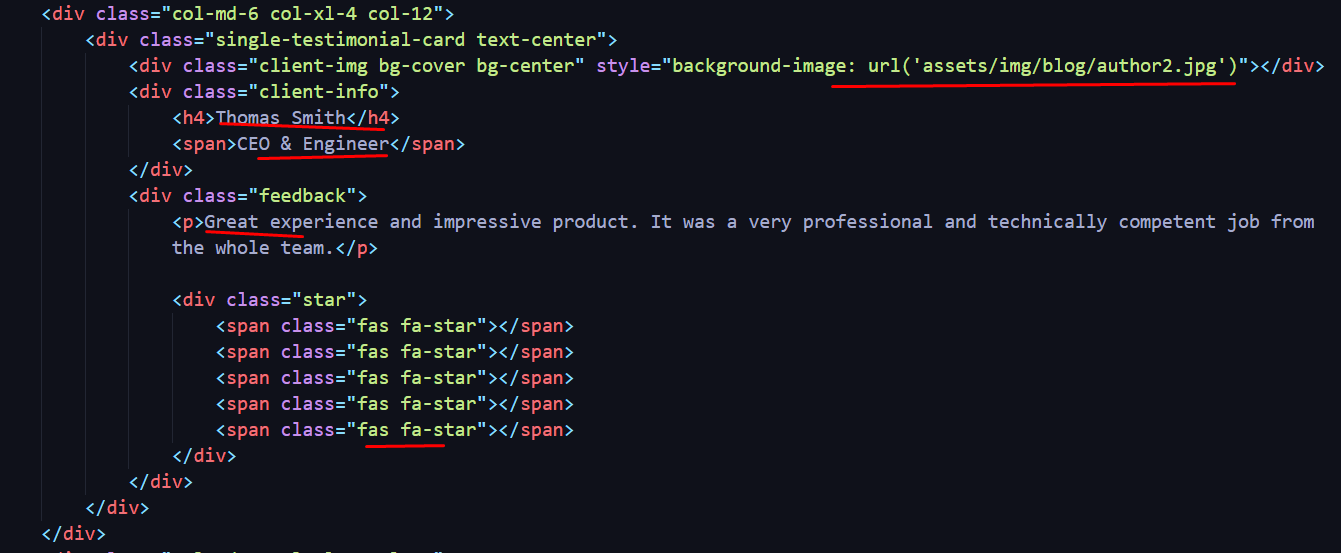 <div class="col-md-6 col-xl-4 col-12">
<div class="single-testimonial-card text-center">
<div class="client-img bg-cover bg-center" style="background-image: url('assets/img/blog/author2.jpg')"></div>
<div class="client-info">
<h4>Thomas Smith</h4>
<span>CEO & Engineer</span>
</div>
<div class="feedback">
<p>Great experience and impressive product. It was a very professional and technically competent job from
the whole team.</p>
<div class="star">
<span class="fas fa-star"></span>
<span class="fas fa-star"></span>
<span class="fas fa-star"></span>
<span class="fas fa-star"></span>
<span class="fas fa-star"></span>
</div>
</div>
</div>
</div>